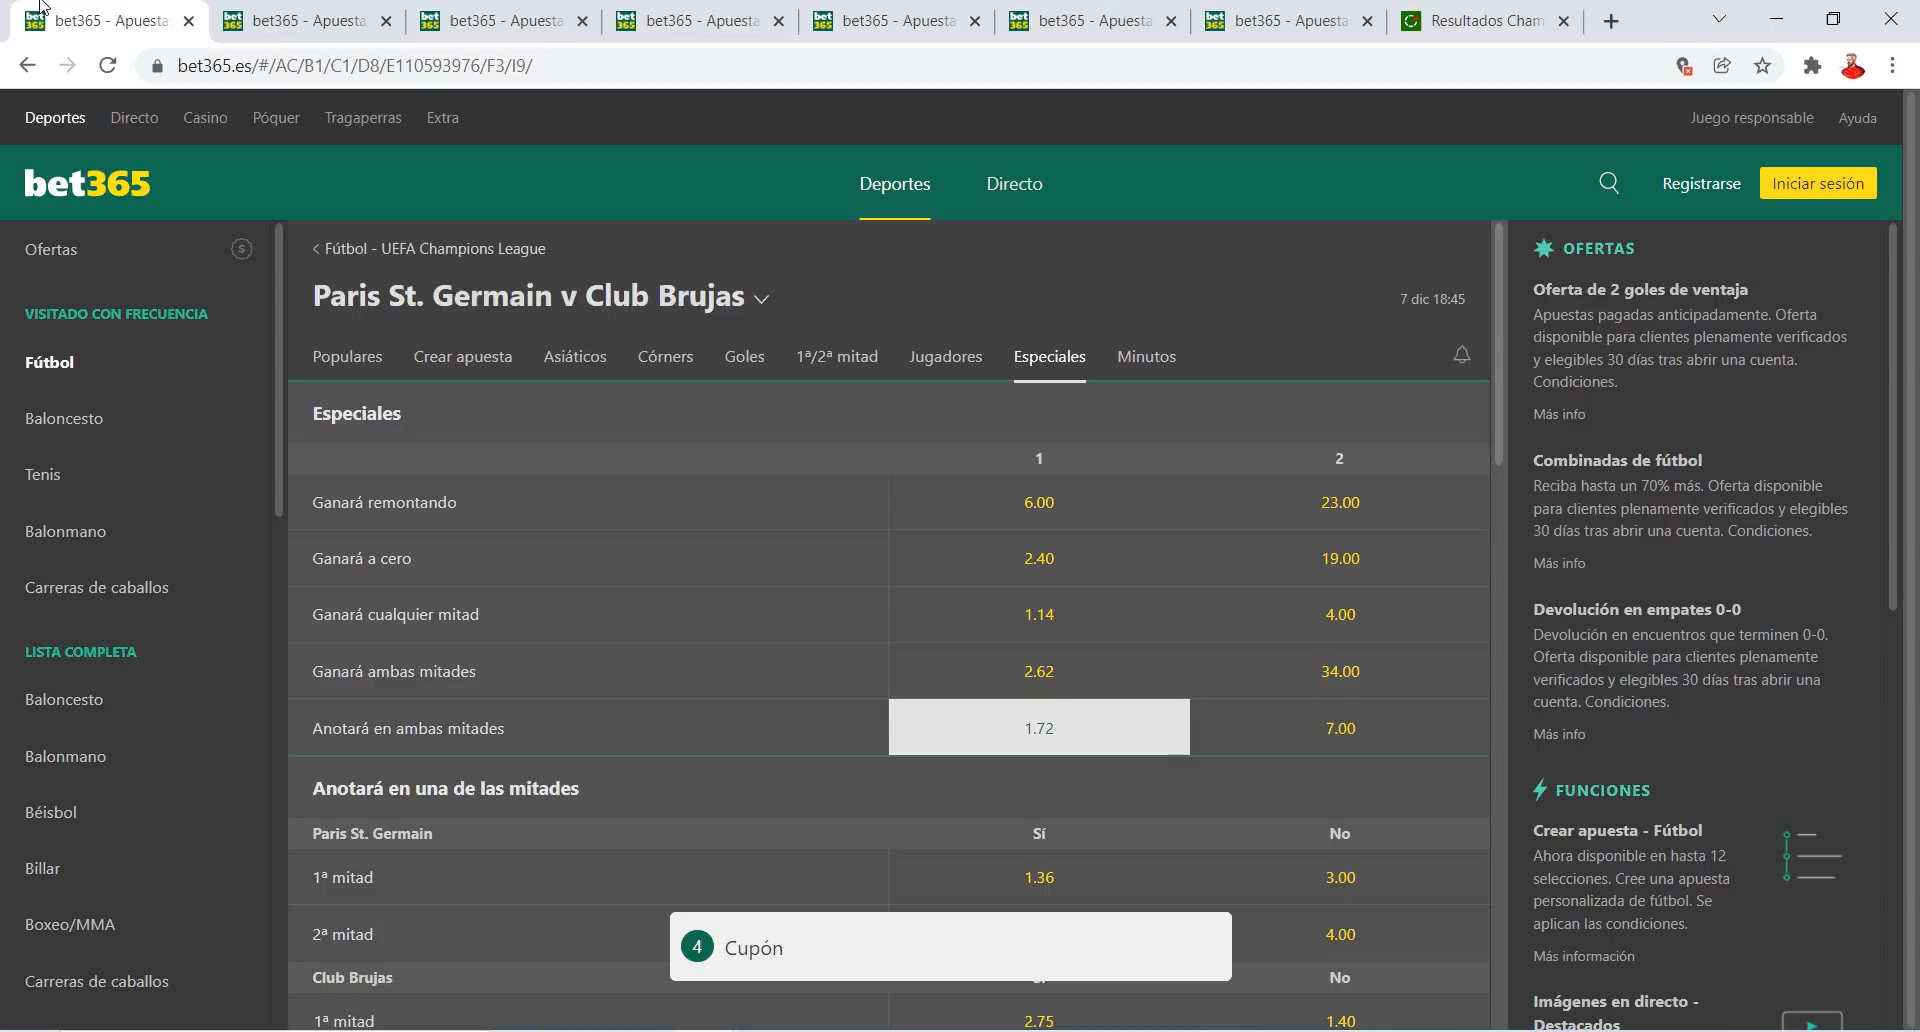 bet365 - Apuesta
bet365 - Apuesta
bet365 - Apuesta
bet365 - Apuesta
bet365 - Apuesta
bet365 - Apuesta
bet365 - Apuesta
Resultados Cham
bet365.es/#/AC/B1/C1/D8/E110593976/F3/I9/
Deportes Directo Casino Póquer Tragaperras Extra
Juego responsable Ayuda
bet365
Deportes Directo
Registrarse Iniciar sesión
Ofertas
VISITADO CON FRECUENCIA
Fútbol
Baloncesto
Tenis
Balonmano
Carreras de caballos
LISTA COMPLETA
Baloncesto
Balonmano
Béisbol
Billar
Boxeo/MMA
Carreras de caballos
< Fútbol - UEFA Champions League
Paris St. Germain v Club Brujas
7 dic 18:45
Populares Crear apuesta Asiáticos Córners Goles 1ª/2ª mitad Jugadores Especiales Minutos
Especiales
1 2
Ganará remontando 6.00 23.00
Ganará a cero 2.40 19.00
Ganará cualquier mitad 1.14 4.00
Ganará ambas mitades 2.62 34.00
Anotará en ambas mitades 1.72 7.00
Anotará en una de las mitades
Paris St. Germain Sí No
1ª mitad 1.36 3.00
2ª mitad 4.00
4 Cupón
Club Brujas No
1ª mitad 2.75 1.40
OFERTAS
Oferta de 2 goles de ventaja
Apuestas pagadas anticipadamente. Oferta
disponible para clientes plenamente verificados
y elegibles 30 días tras abrir una cuenta.
Condiciones.
Más info
Combinadas de fútbol
Reciba hasta un 70% más. Oferta disponible
para clientes plenamente verificados y elegibles
30 días tras abrir una cuenta. Condiciones.
Más info
Devolución en empates 0-0
Devolución en encuentros que terminen 0-0.
Oferta disponible para clientes plenamente
verificados y elegibles 30 días tras abrir una
cuenta. Condiciones.
Más info
FUNCIONES
Crear apuesta - Fútbol
Ahora disponible en hasta 12
selecciones. Cree una apuesta
personalizada de fútbol. Se
aplican las condiciones.
Más información
Imágenes en directo -
Destacados